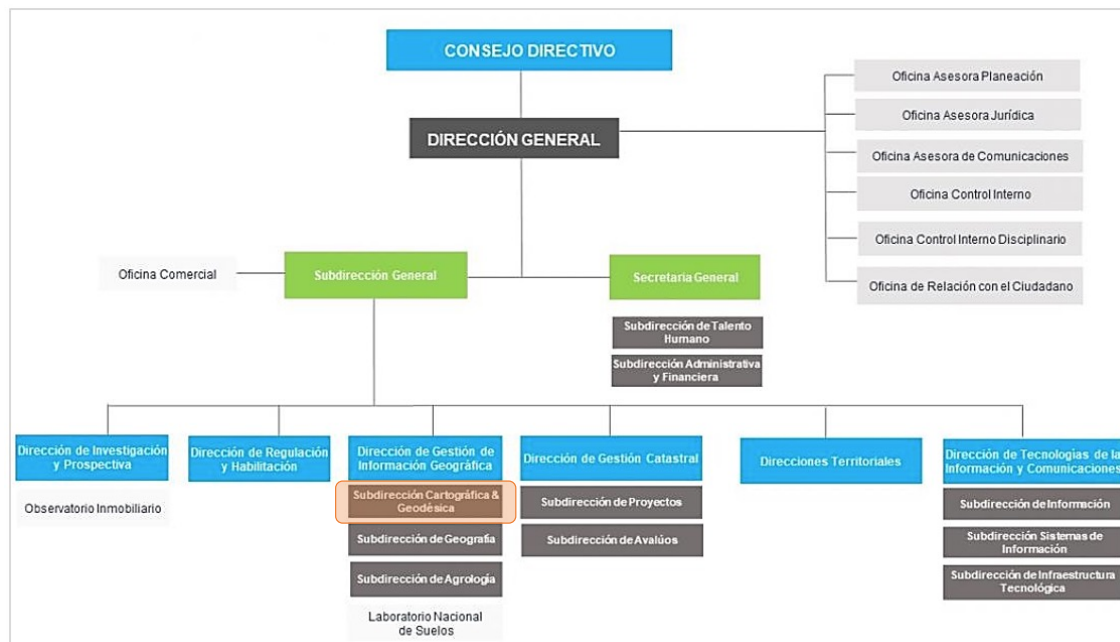 CONSEJO DIRECTIVO
DIRECCIÓN GENERAL
Oficina Asesora Planeación
Oficina Asesora Jurídica
Oficina Asesora de Comunicaciones
Oficina Control Interno
Oficina Control Interno Disciplinario
Oficina de Relación con el Ciudadano
Oficina Comercial
Subdirección General
Secretaria General
Subdirección de Talento
Humano
Subdirección Administrativa
y Financiera
Dirección de Investigación
y Prospectiva
Observatorio Inmobiliario
Dirección de Regulación
y Habilitación
Dirección de Gestión de
Información Geográfica
Subdirección Cartográfica &
Geodésica
Subdirección de Geografía
Subdirección de Agrología
Laboratorio Nacional
de Suelos
Dirección de Gestión Catastral
Subdirección de Proyectos
Subdirección de Avalúos
Direcciones Territoriales
Dirección de Tecnologías de la
Información y Comunicaciones
Subdirección de Información
Subdirección Sistemas de
Información
Subdirección de Infraestructura
Tecnológica